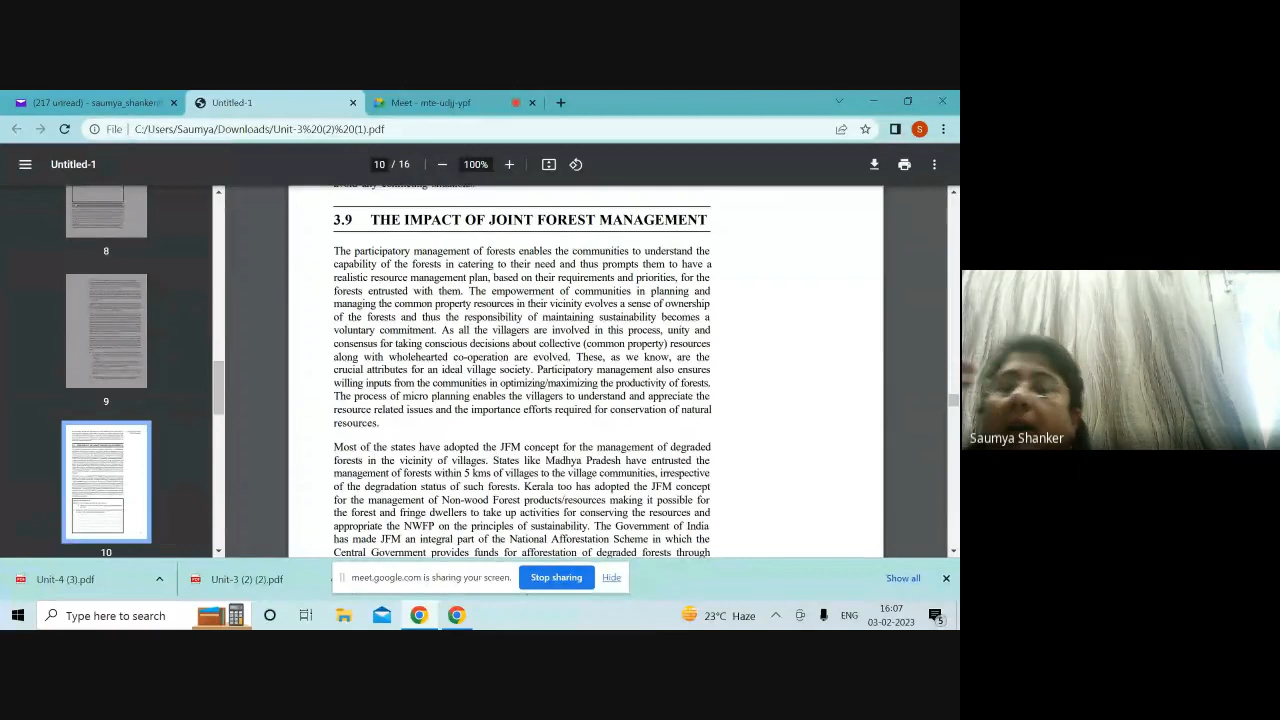 (217 unread) - saumya_shanker@
Untitled-1
Meet - mte-udjj-ypf
File
C:/Users/Saumya/Downloads/Unit-3%20(2)%20(1).pdf
S
Untitled-1
10 / 16
100%
8
9
10
avoid any conflicting situations.
3.9 THE IMPACT OF JOINT FOREST MANAGEMENT
The participatory management of forests enables the communities to understand the
capability of the forests in catering to their need and thus prompts them to have a
realistic resource management plan, based on their requirements and priorities, for the
forests entrusted with them. The empowerment of communities in planning and
managing the common property resources in their vicinity evolves a sense of ownership
of the forests and thus the responsibility of maintaining sustainability becomes a
voluntary commitment. As all the villagers are involved in this process, unity and
consensus for taking conscious decisions about collective (common property) resources
along with wholehearted co-operation are evolved. These, as we know, are the
crucial attributes for an ideal village society. Participatory management also ensures
willing inputs from the communities in optimizing/maximizing the productivity of forests.
The process of micro planning enables the villagers to understand and appreciate the
resource related issues and the importance efforts required for conservation of natural
resources.
Most of the states have adopted the JFM concept for the management of degraded
forests in the vicinity of villages. States like Madhya Pradesh have entrusted the
management of forests within 5 kms of villages to the village communities, irrespective
of the degradation status of such forests. Kerala too has adopted the JFM concept
for the management of Non-wood Forest products/resources making it possible for
the forest and fringe dwellers to take up activities for conserving the resources and
appropriate the NWFP on the principles of sustainability. The Government of India
has made JFM an integral part of the National Afforestation Scheme in which the
Central Government provides funds for afforestation of degraded forests through
Saumya Shanker
Unit-4 (3).pdf
Unit-3 (2) (2).pdf
meet.google.com is sharing your screen.
Stop sharing
Hide
Show all
Type here to search
23°C Haze
ENG
16:07
03-02-2023
5